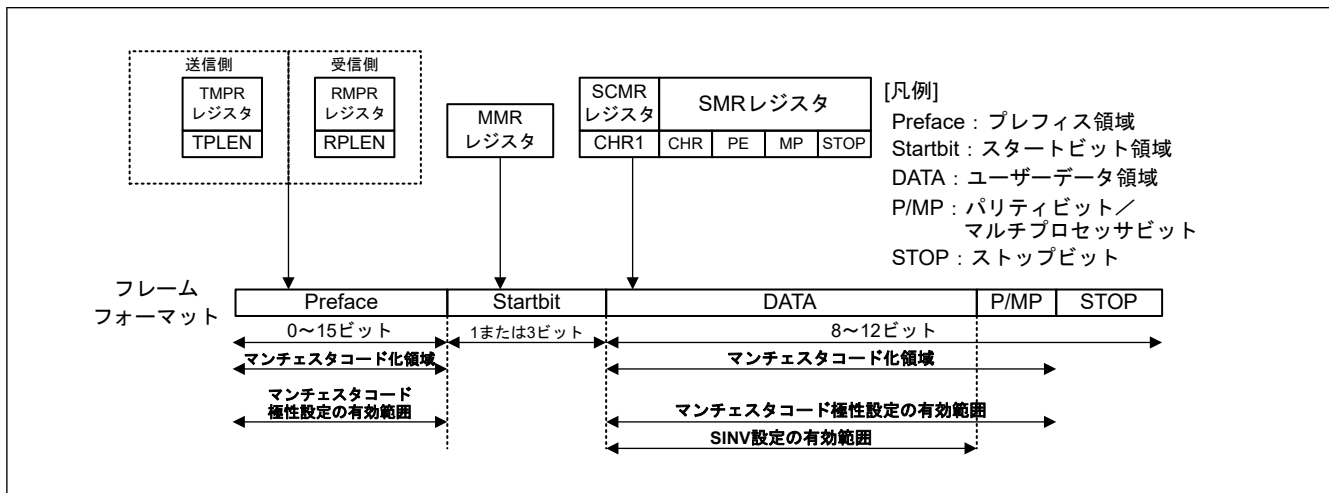 送信側
受信側
TMPR
レジスタ
TPLEN
RMPR
レジスタ
RPLEN
MMR
レジスタ
SCMR
レジスタ
CHR1
SMRレジスタ
CHR
PE
MP
STOP
[凡例]
Preface：プレフィス領域
Startbit：スタートビット領域
DATA：ユーザーデータ領域
P/MP：パリティビット／
マルチプロセッサビット
STOP：ストップビット
フレーム
フォーマット
Preface
Startbit
DATA
P/MP
STOP
0～15ビット
1または3ビット
8～12ビット
マンチェスタコード化領域
マンチェスタコード化領域
マンチェスタコード
極性設定の有効範囲
マンチェスタコード極性設定の有効範囲
SINV設定の有効範囲